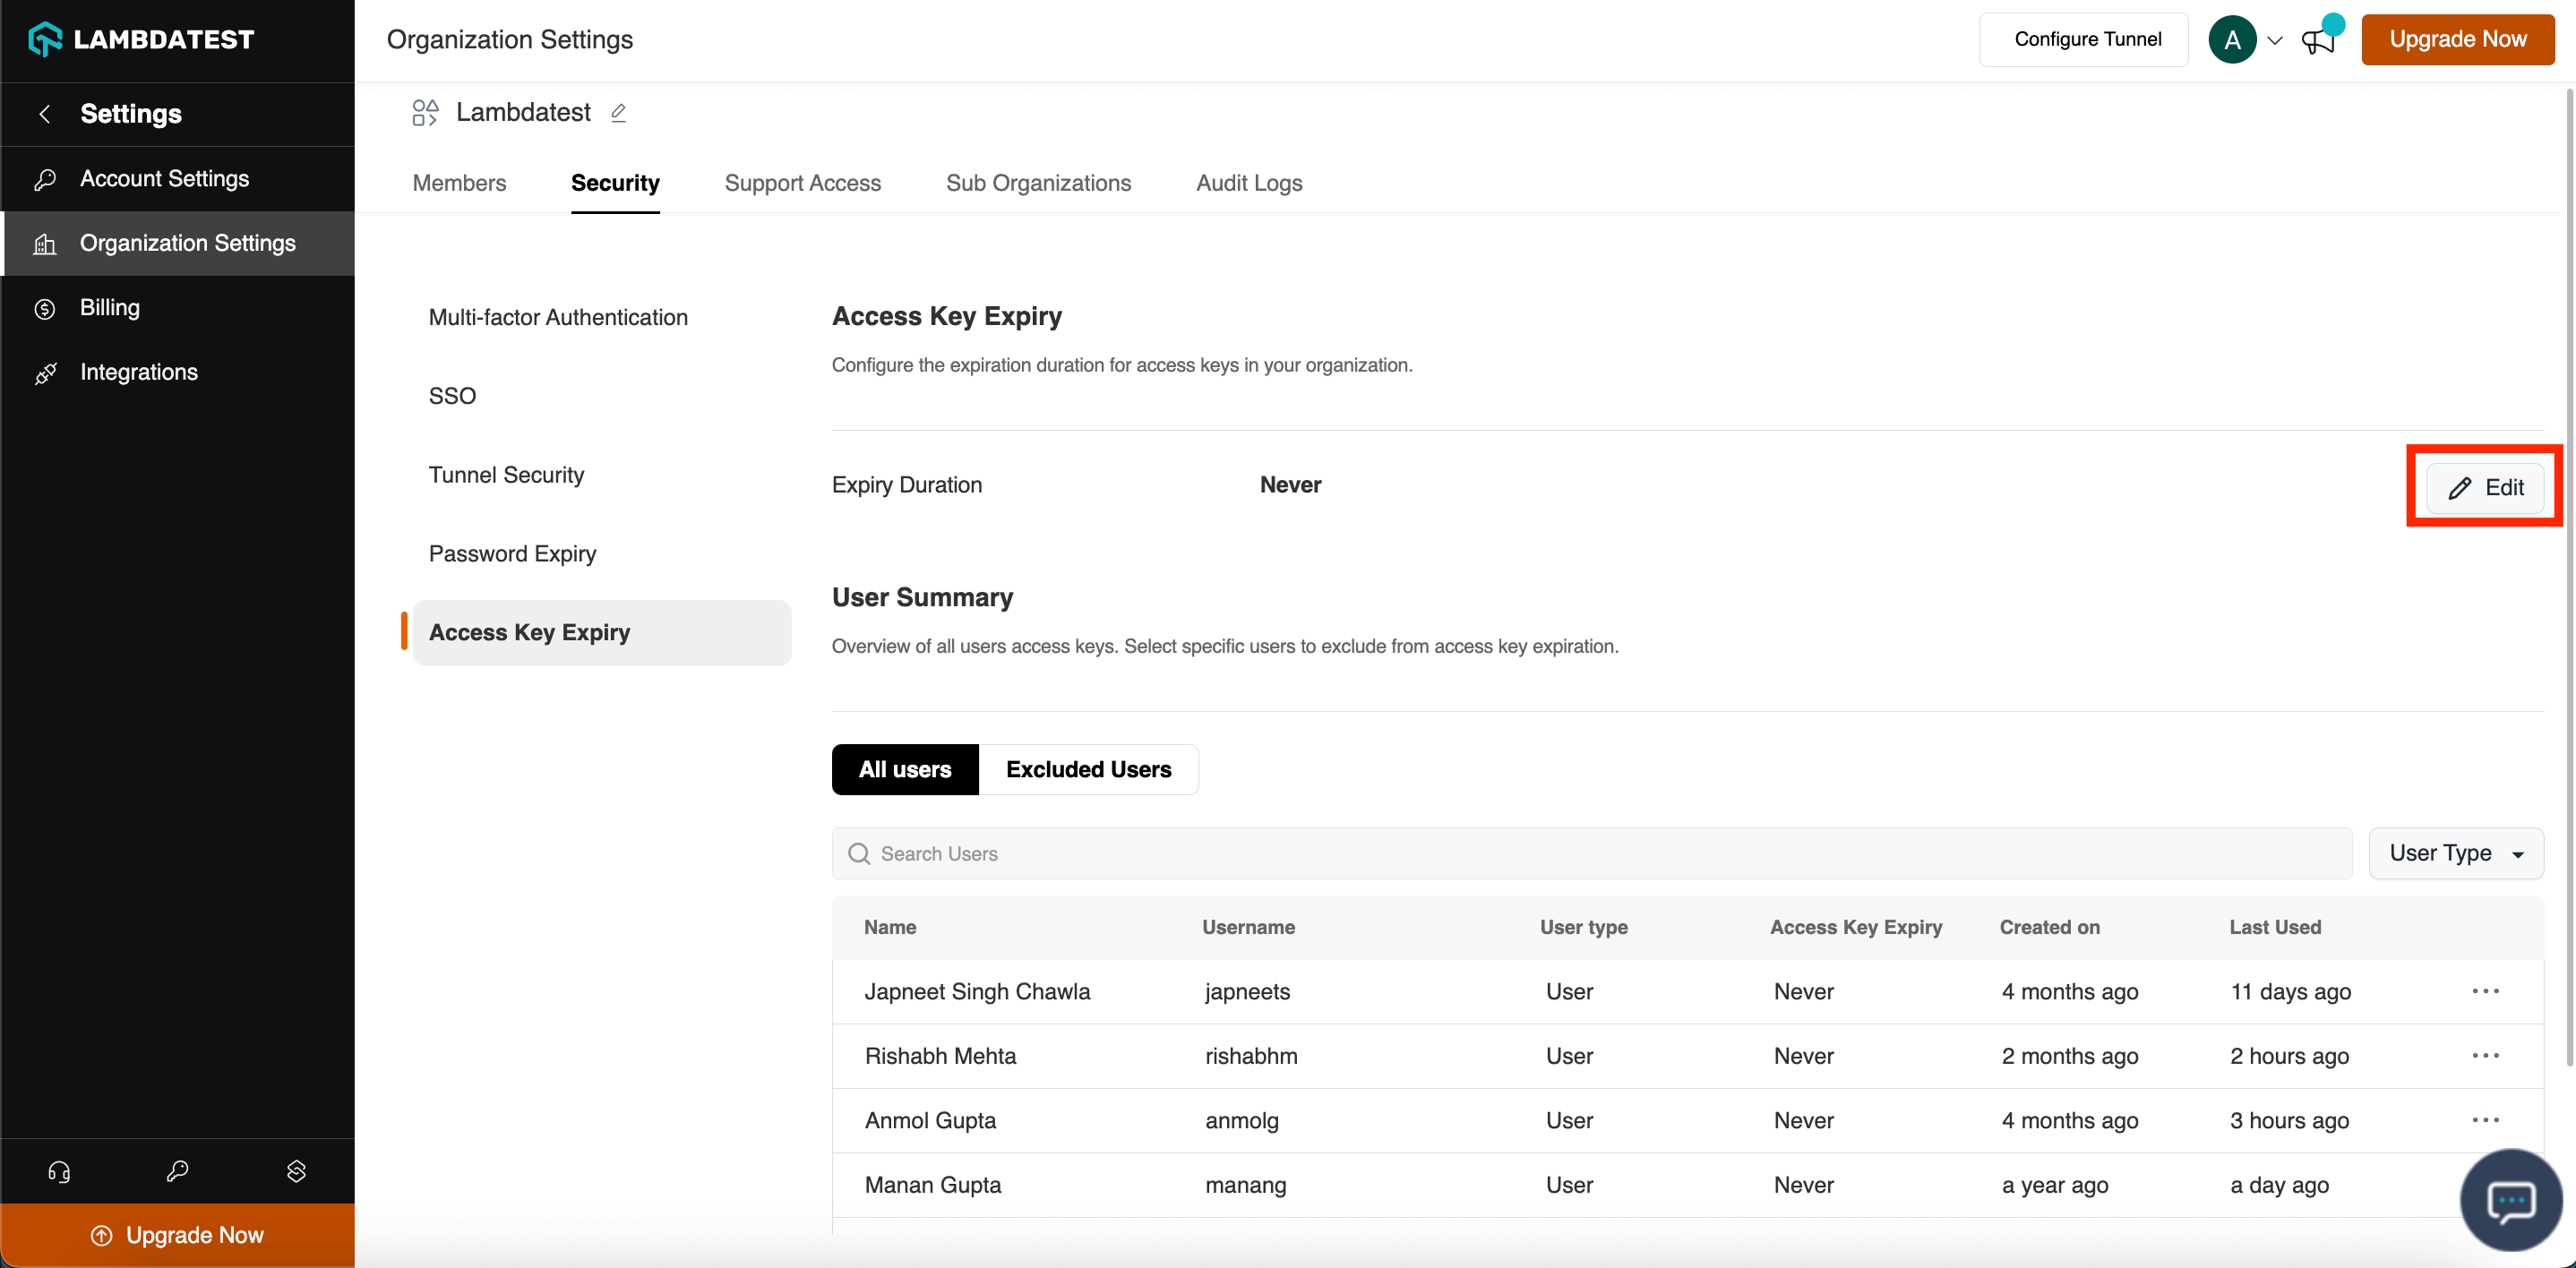 LAMBDATEST
Organization Settings
Configure Tunnel
A
Upgrade Now
Settings
Account Settings
Organization Settings
Billing
Integrations
Lambdatest
Members
Security
Support Access
Sub Organizations
Audit Logs
Multi-factor Authentication
SSO
Tunnel Security
Password Expiry
Access Key Expiry
Access Key Expiry
Configure the expiration duration for access keys in your organization.
Expiry Duration
Never
Edit
User Summary
Overview of all users access keys. Select specific users to exclude from access key expiration.
All users
Excluded Users
Search Users
User Type
Name Username User type Access Key Expiry Created on Last Used
Japneet Singh Chawla japneets User Never 4 months ago 11 days ago
Rishabh Mehta rishabhm User Never 2 months ago 2 hours ago
Anmol Gupta anmolg User Never 4 months ago 3 hours ago
Manan Gupta manang User Never a year ago a day ago
Upgrade Now